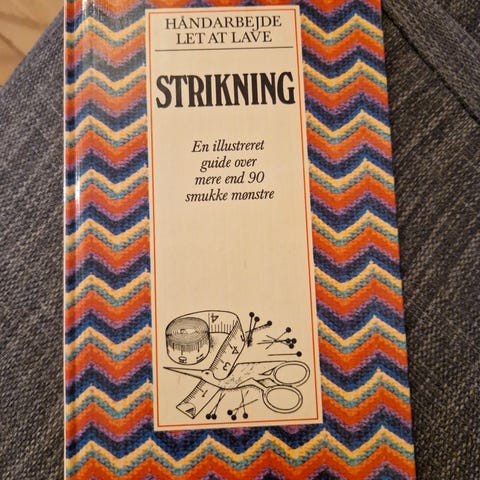 HÅNDARBEJDE
LET AT LAVE
STRIKNING
En illustreret
guide over
mere end 90
smukke mønstre